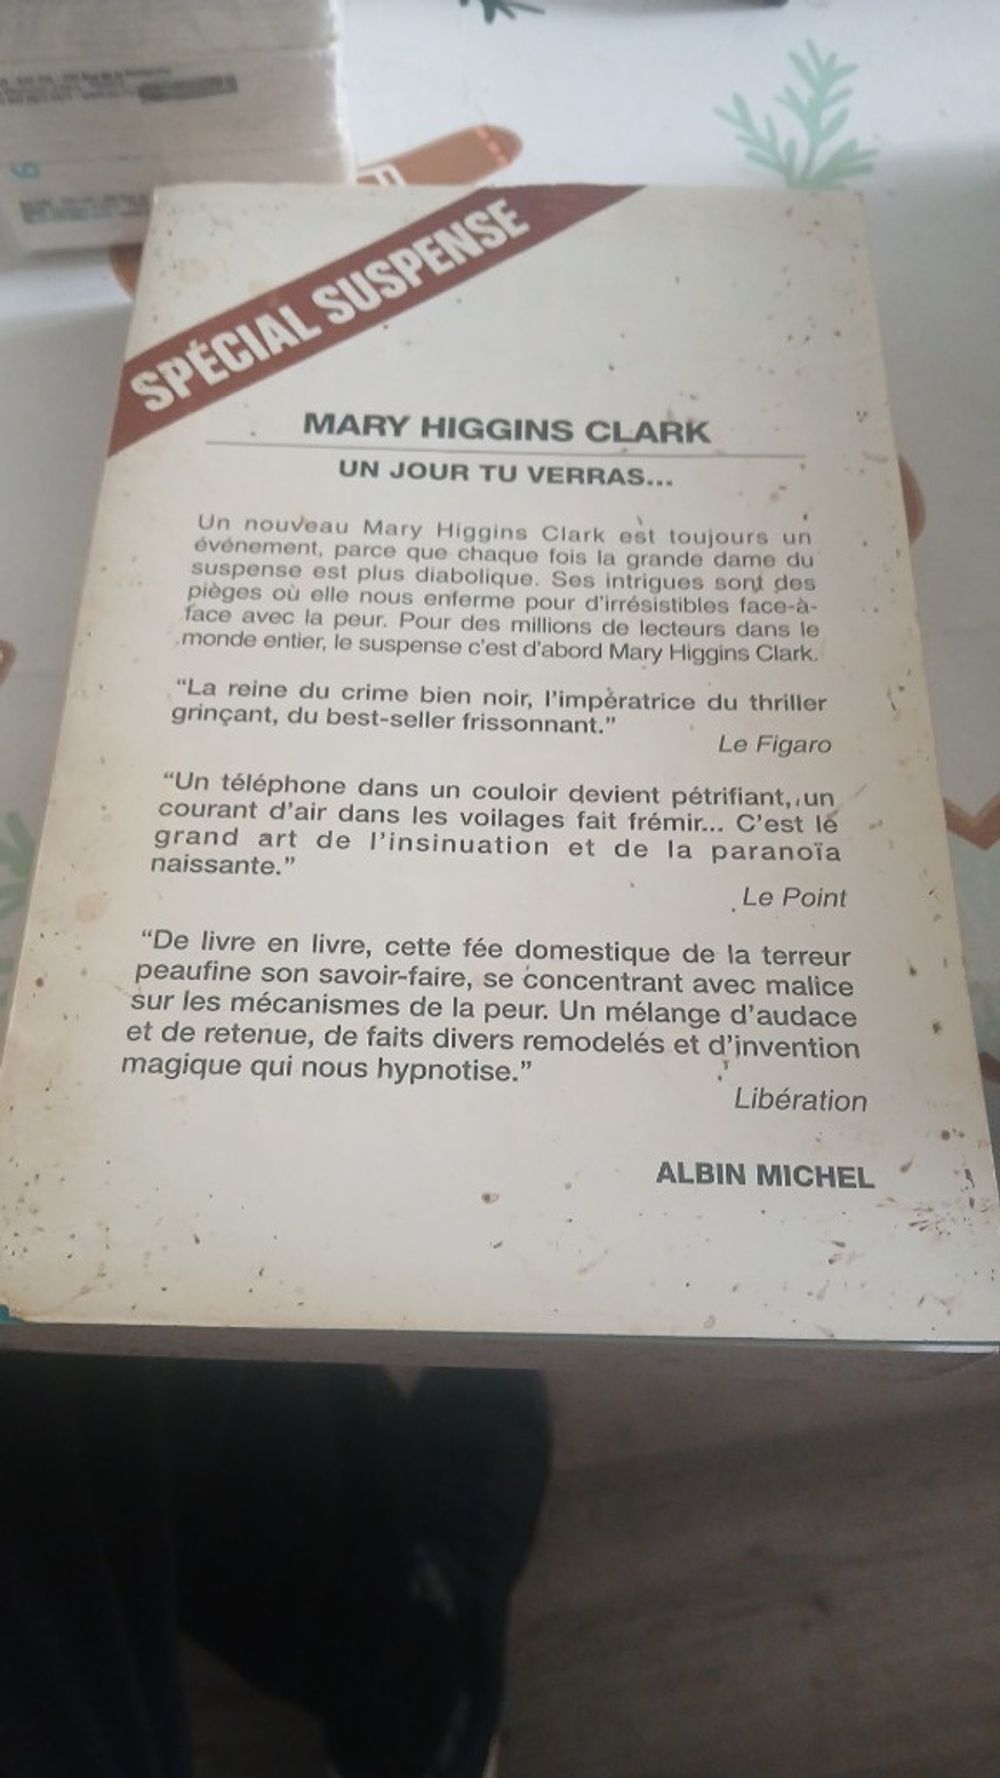 SPÉCIAL SUSPENSE
MARY HIGGINS CLARK
UN JOUR TU VERRAS...
Un nouveau Mary Higgins Clark est toujours un
événement, parce que chaque fois la grande dame du
suspense est plus diabolique. Ses intrigues sont des
pièges où elle nous enferme pour d'irrésistibles face-à-
face avec la peur. Pour des millions de lecteurs dans le
monde entier, le suspense c'est d'abord Mary Higgins Clark.
“La reine du crime bien noir, l'impératrice du thriller
grinçant, du best-seller frissonnant.”
Le Figaro
“Un téléphone dans un couloir devient pétrifiant, un
courant d'air dans les voilages fait frémir... C'est le
grand art de l'insinuation et de la paranoïa
naissante.”
Le Point
“De livre en livre, cette fée domestique de la terreur
peaufine son savoir-faire, se concentrant avec malice
sur les mécanismes de la peur. Un mélange d'audace
et de retenue, de faits divers remodelés et d'invention
magique qui nous hypnotise.”
Libération
ALBIN MICHEL